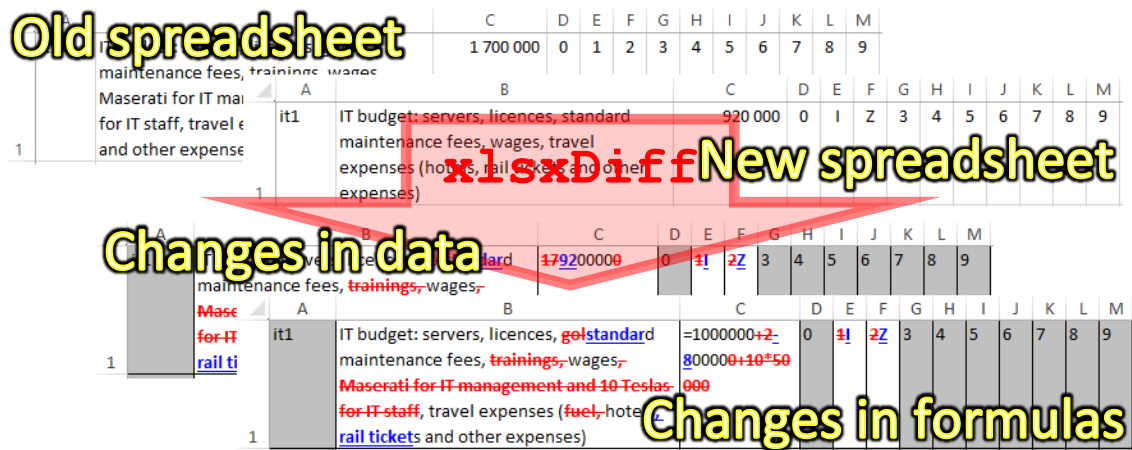 C D E F G H I J K L M
Old spreadsheet
1 700 000 0 1 2 3 4 5 6 7 8 9
maintenance fees, trainings, wages
Maserati for IT
for IT staff, travel
1 and other expense
A B C D E F G H I J K L M
it1 IT budget: servers, licences, standard 920 000 0 I Z 3 4 5 6 7 8 9
maintenance fees, wages, travel
expenses (hotels, rail tickets and other
1 expenses)
xlsxDiff
New spreadsheet
A B C D E F G H I J K L M
Changes in data
dard 1792000000 0 1I 2Z 3 4 5 6 7 8 9
maintenance fees, trainings, wages,
for IT
1 rail ti
A B C D E F G H I J K L M
it1 IT budget: servers, licences, golstandard =1000000+2-
0 1I 2Z 3 4 5 6 7 8 9
maintenance fees, trainings, wages, 8000000+10*50
Maserati for IT management and 10 Teslas 000
for IT staff, travel expenses (fuel, hote
1 rail tickets and other expenses)
Changes in formulas